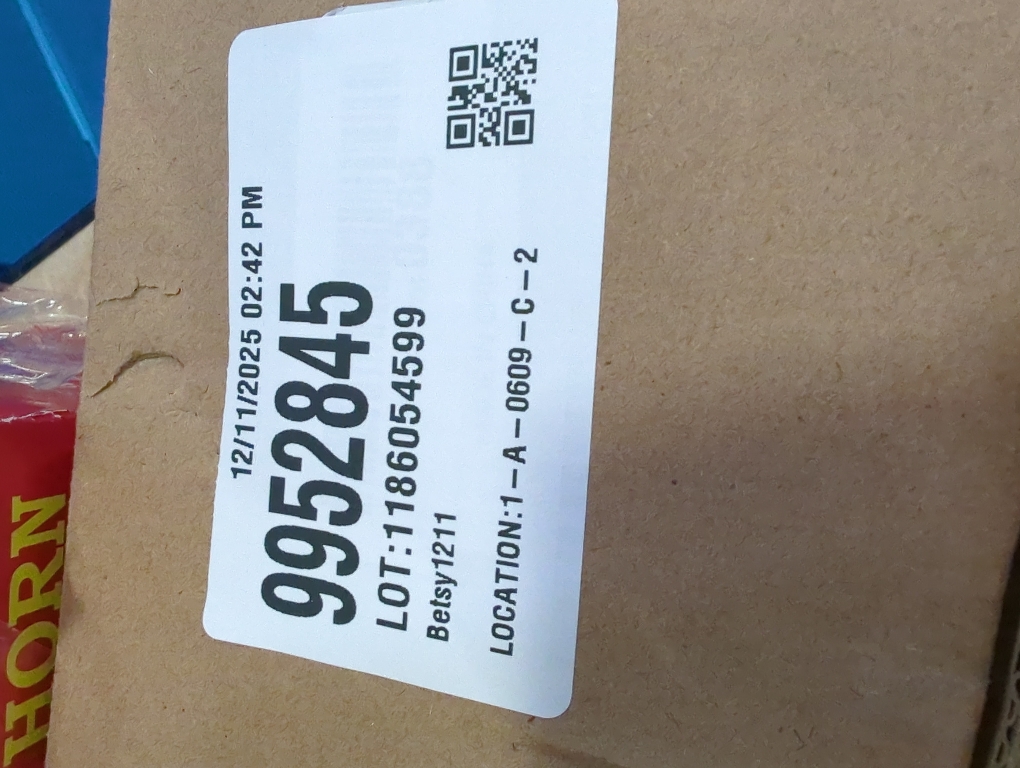 12/11/2025 02:42 PM
9952845
LOT:1186054599
Betsy1211
LOCATION:1-A-0609-C-2
HORN